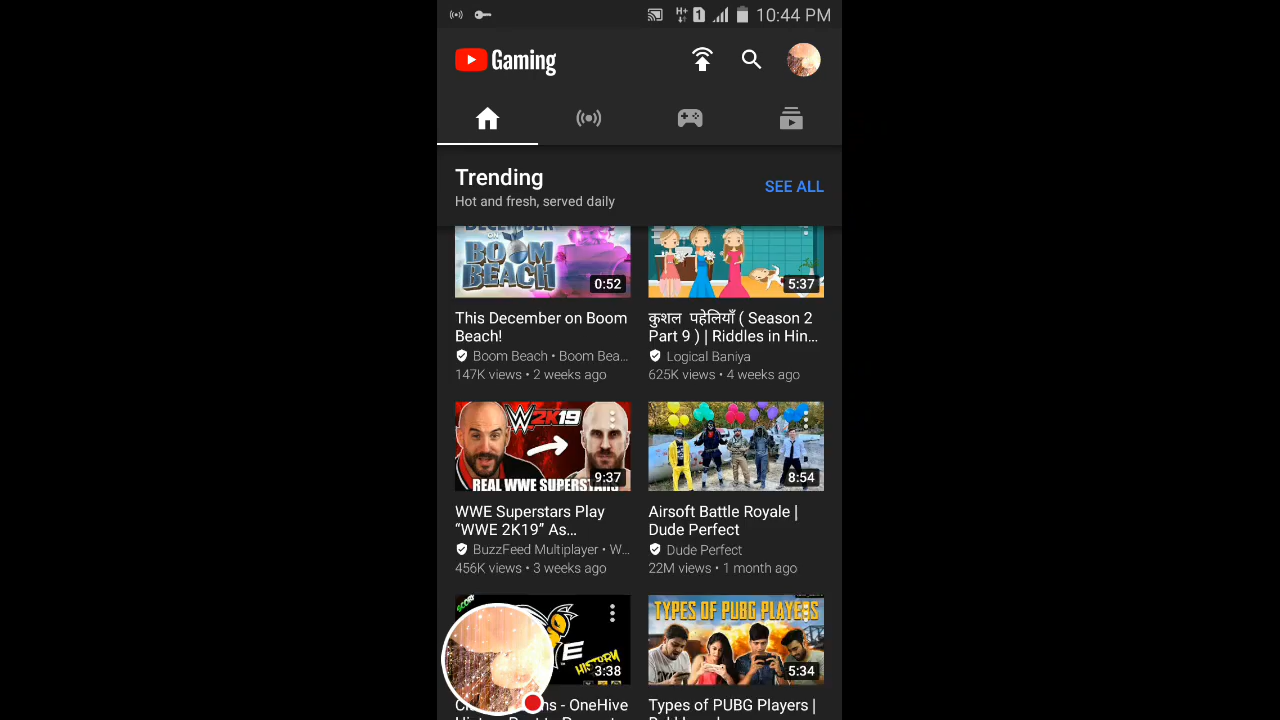 H+ 1 10:44 PM
Gaming
Trending
SEE ALL
Hot and fresh, served daily
DECEMBER
ON
BOOM
BEACH
0:52
5:37
This December on Boom
Beach!
Boom Beach • Boom Bea...
147K views • 2 weeks ago
कुशल पहेलियाँ ( Season 2
Part 9 ) | Riddles in Hin...
Logical Baniya
625K views • 4 weeks ago
W 2K19
REAL WWE SUPERSTARS
9:37
8:54
WWE Superstars Play
“WWE 2K19” As...
BuzzFeed Multiplayer • W...
456K views • 3 weeks ago
Airsoft Battle Royale |
Dude Perfect
Dude Perfect
22M views • 1 month ago
HISTORY
3:38
TYPES OF PUBG PLAYERS
5:34
- OneHive
Types of PUBG Players |